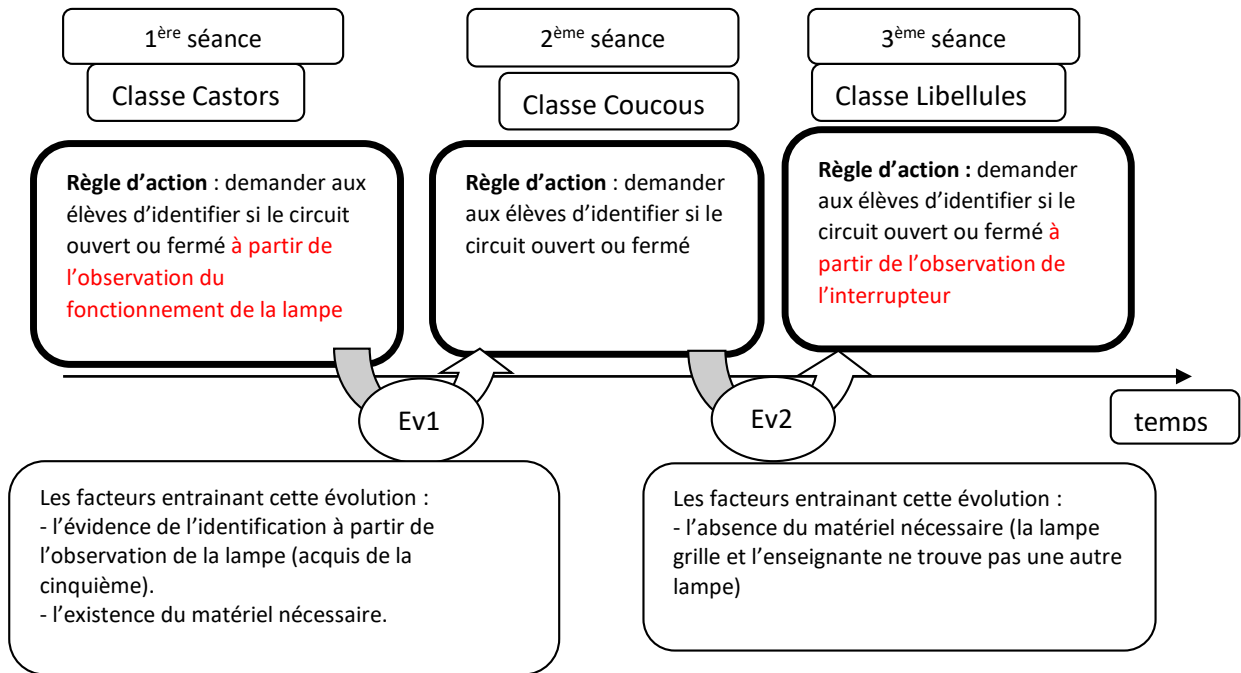 1ère séance
2ème séance
3ème séance
Classe Castors
Classe Coucous
Classe Libellules
Règle d’action : demander aux
élèves d’identifier si le circuit
ouvert ou fermé à partir de
l’observation du
fonctionnement de la lampe
Règle d’action : demander
aux élèves d’identifier si le
circuit ouvert ou fermé
Règle d’action : demander
aux élèves d’identifier si le
circuit ouvert ou fermé à
partir de l’observation de
l’interrupteur
Ev1
Ev2
temps
Les facteurs entrainant cette évolution :
- l’évidence de l’identification à partir de
l’observation de la lampe (acquis de la
cinquième).
- l’existence du matériel nécessaire.
Les facteurs entrainant cette évolution :
- l’absence du matériel nécessaire (la lampe
grille et l’enseignante ne trouve pas une autre
lampe)